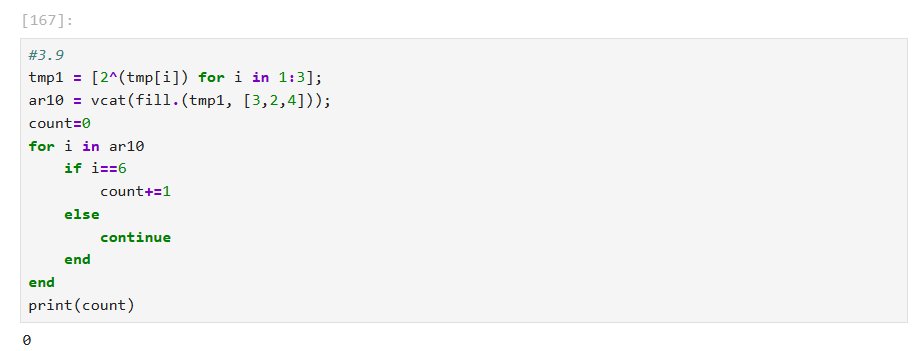 [167]:
#3.9
tmp1 = [2^(tmp[i]) for i in 1:3];
ar10 = vcat(fill.(tmp1, [3,2,4]));
count=0
for i in ar10
    if i==6
        count+=1
    else
        continue
    end
end
print(count)
0